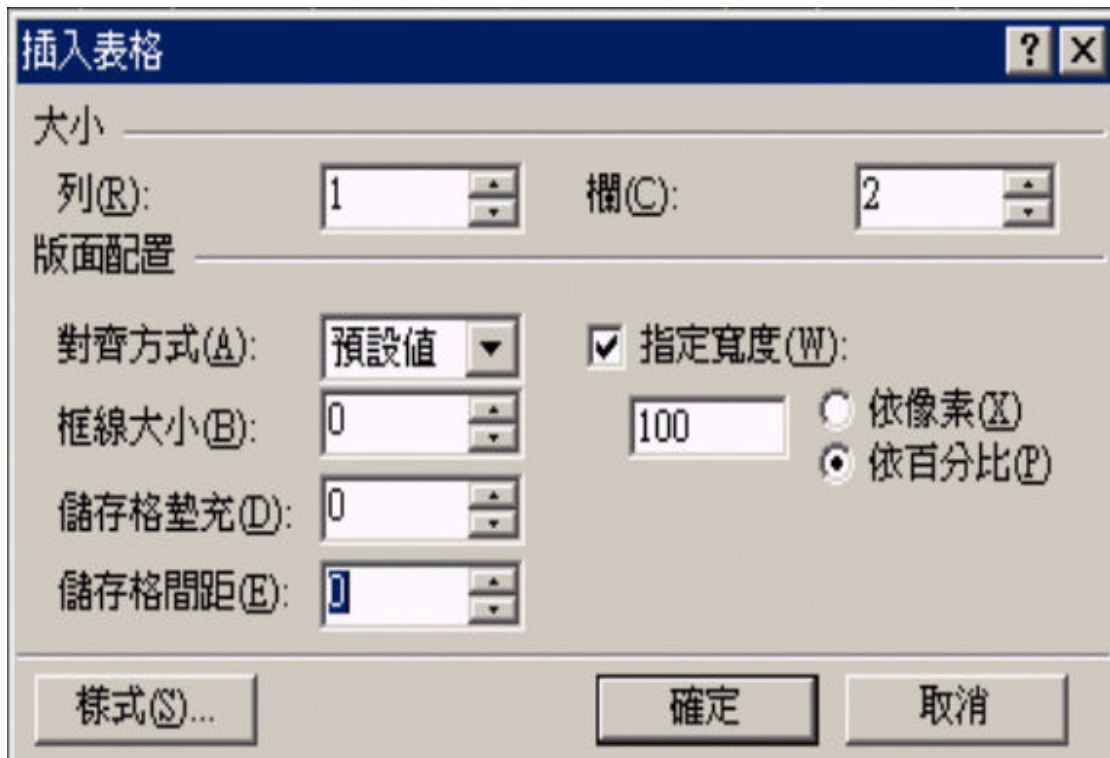 插入表格
大小
列(R): 1 欄(C): 2
版面配置
對齊方式(A): 預設值 指定寬度(W):
框線大小(B): 0 100 依像素(X)
依百分比(P)
儲存格墊充(D): 0
儲存格間距(E): 0
樣式(S)... 確定 取消